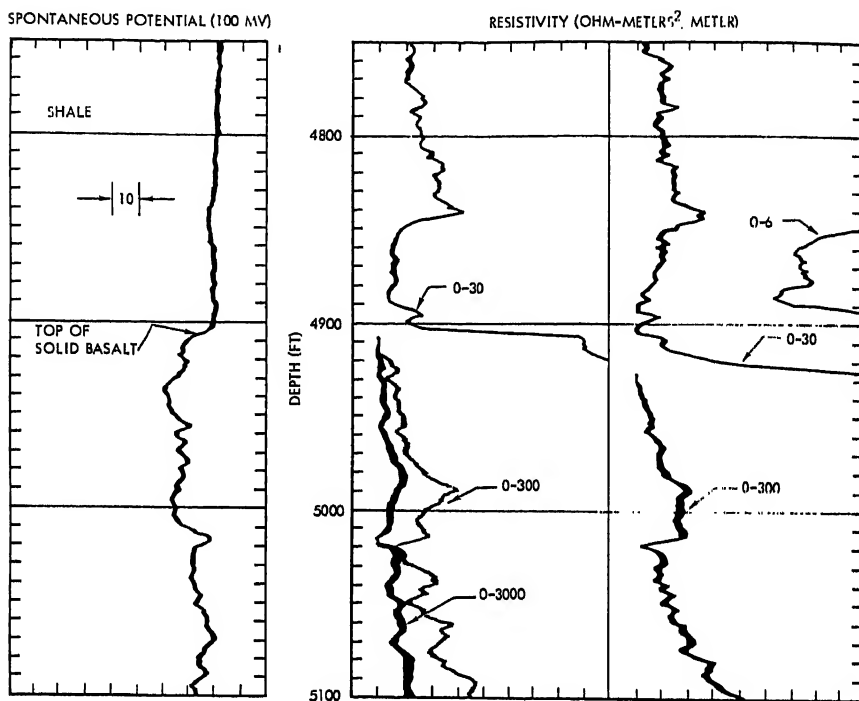 SPONTANEOUS POTENTIAL (100 MV)
RESISTIVITY (OHM-METERS², METER)
SHALE
10
TOP OF
SOLID BASALT
DEPTH (FT)
4800
4900
5000
5100
0-6
0-30
0-30
0-300
0-300
0-3000